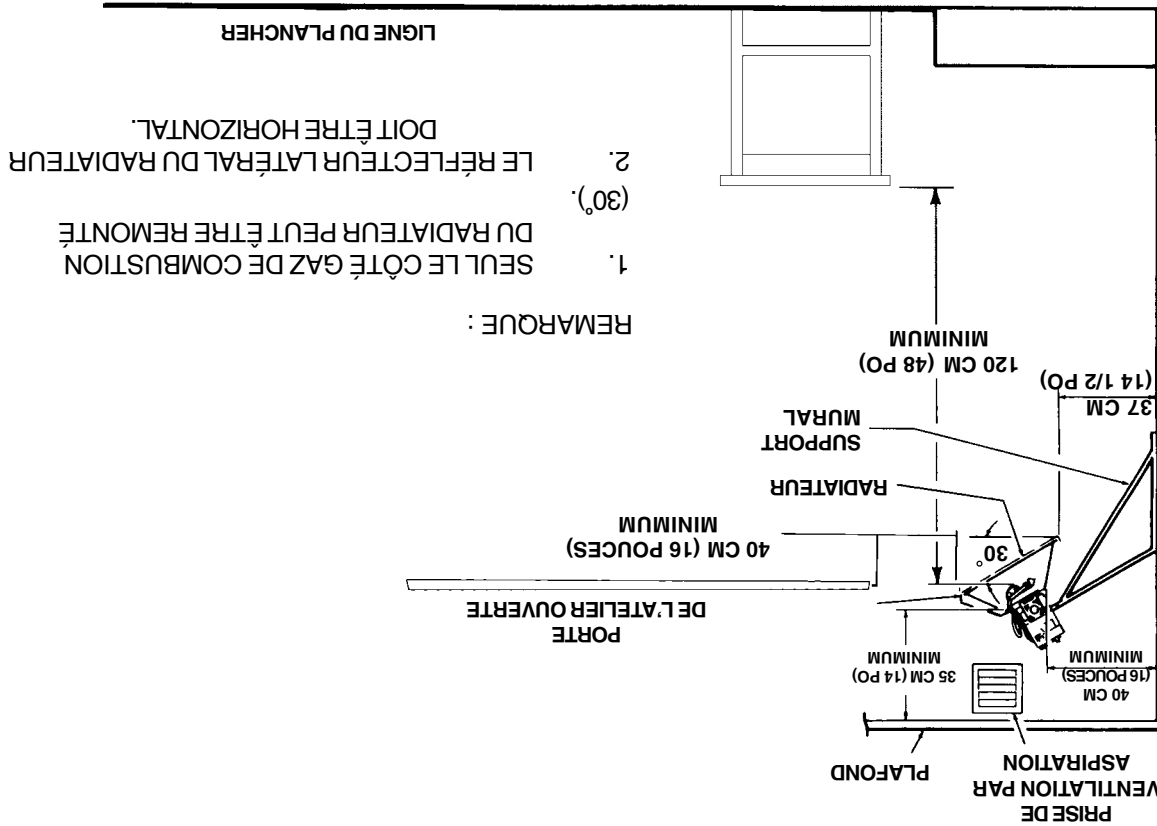 PRISE DE
VENTILATION PAR
ASPIRATION
PLAFOND
40 CM
(16 POUCES)
MINIMUM
35 CM (14 PO)
MINIMUM
PORTE
DE L'ATELIER OUVERTE
30°
40 CM (16 POUCES)
MINIMUM
RADIATEUR
SUPPORT
MURAL
37 CM
(14 1/2 PO)
120 CM (48 PO)
MINIMUM
REMARQUE :
1. SEUL LE CÔTÉ GAZ DE COMBUSTION
DU RADIATEUR PEUT ÊTRE REMONTÉ
(30°).
2. LE RÉFLECTEUR LATÉRAL DU RADIATEUR
DOIT ÊTRE HORIZONTAL.
LIGNE DU PLANCHER